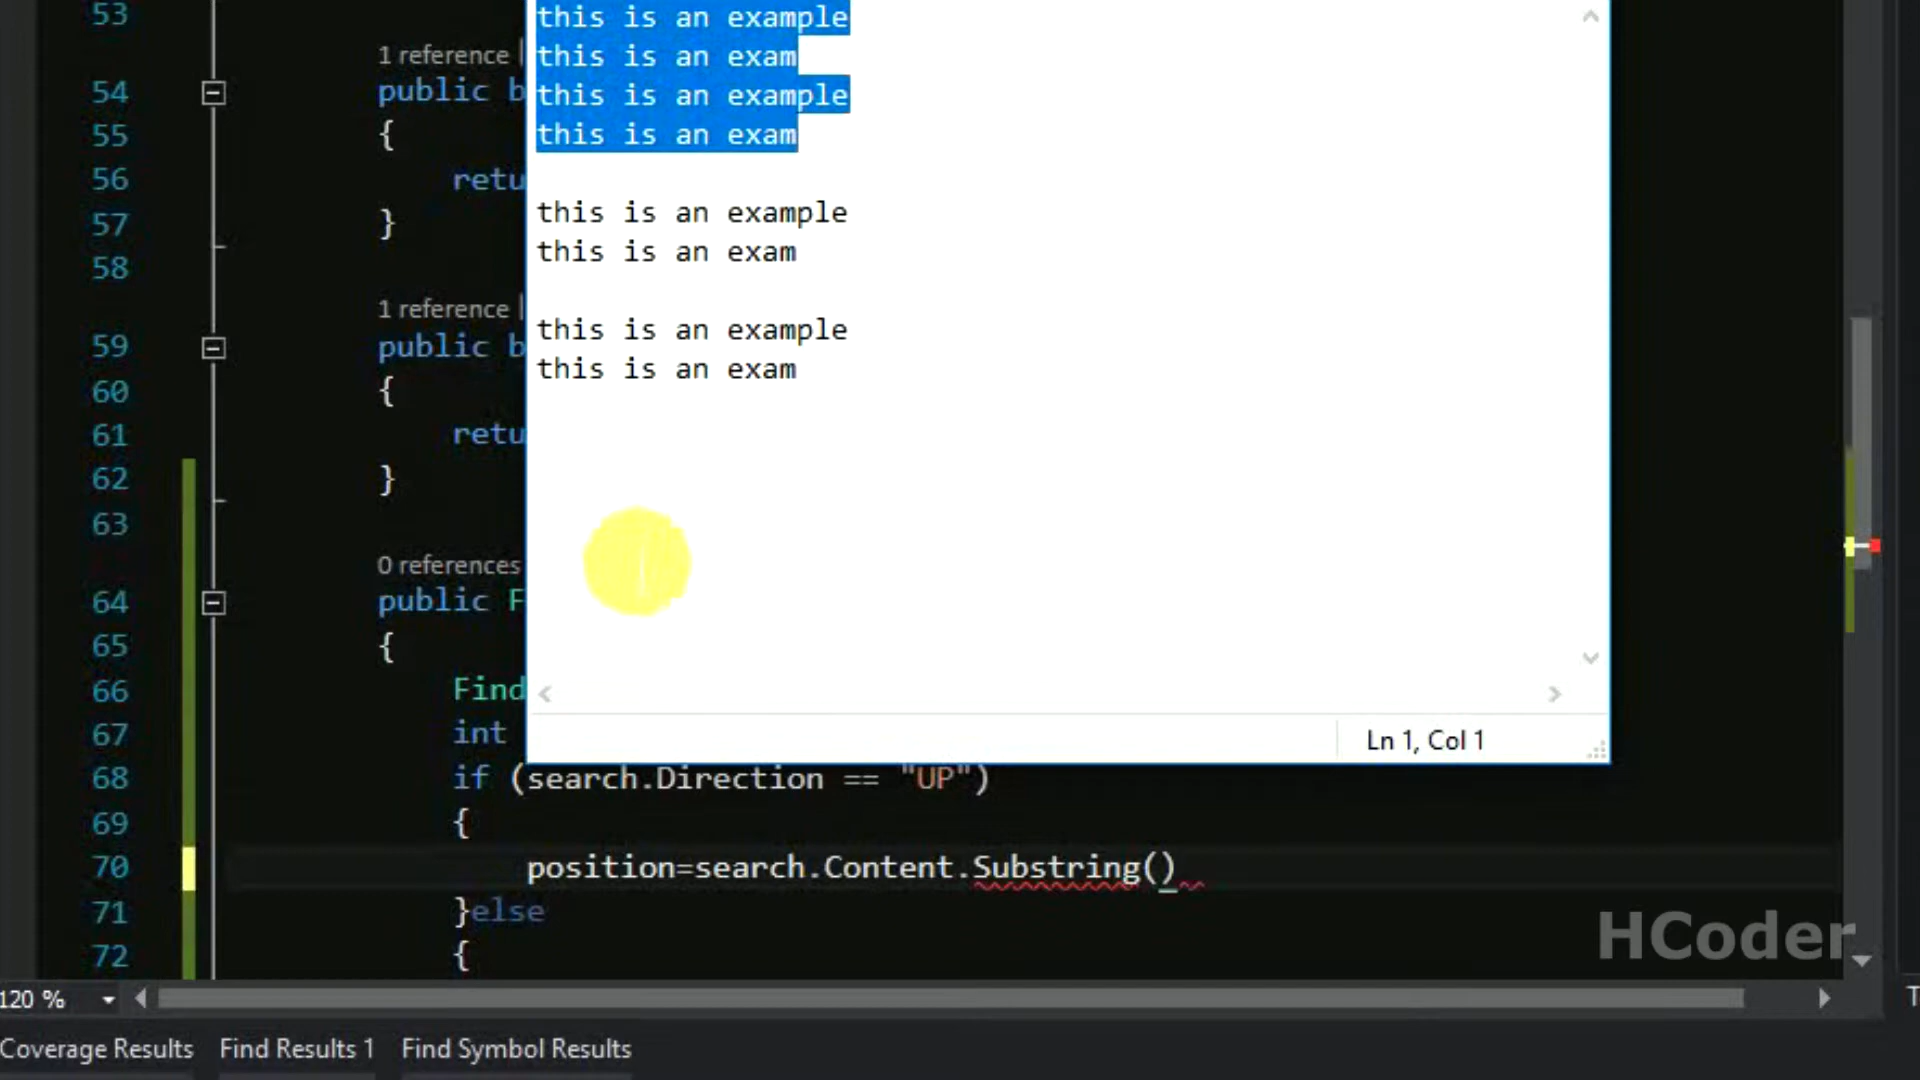 53
this is an example
1 reference |
this is an exam
54 public b
this is an example
55 {
this is an exam
56 retu
57 }
this is an example
this is an exam
58
1 reference |
this is an example
59 public b
this is an exam
60 {
61 retu
62 }
63
0 references
64 public F
65 {
66 Find
67 int
Ln 1, Col 1
68 if (search.Direction == "UP")
69 {
70 position=search.Content.Substring()
71 }else
72 {
HCoder
120 %
T
Coverage Results Find Results 1 Find Symbol Results